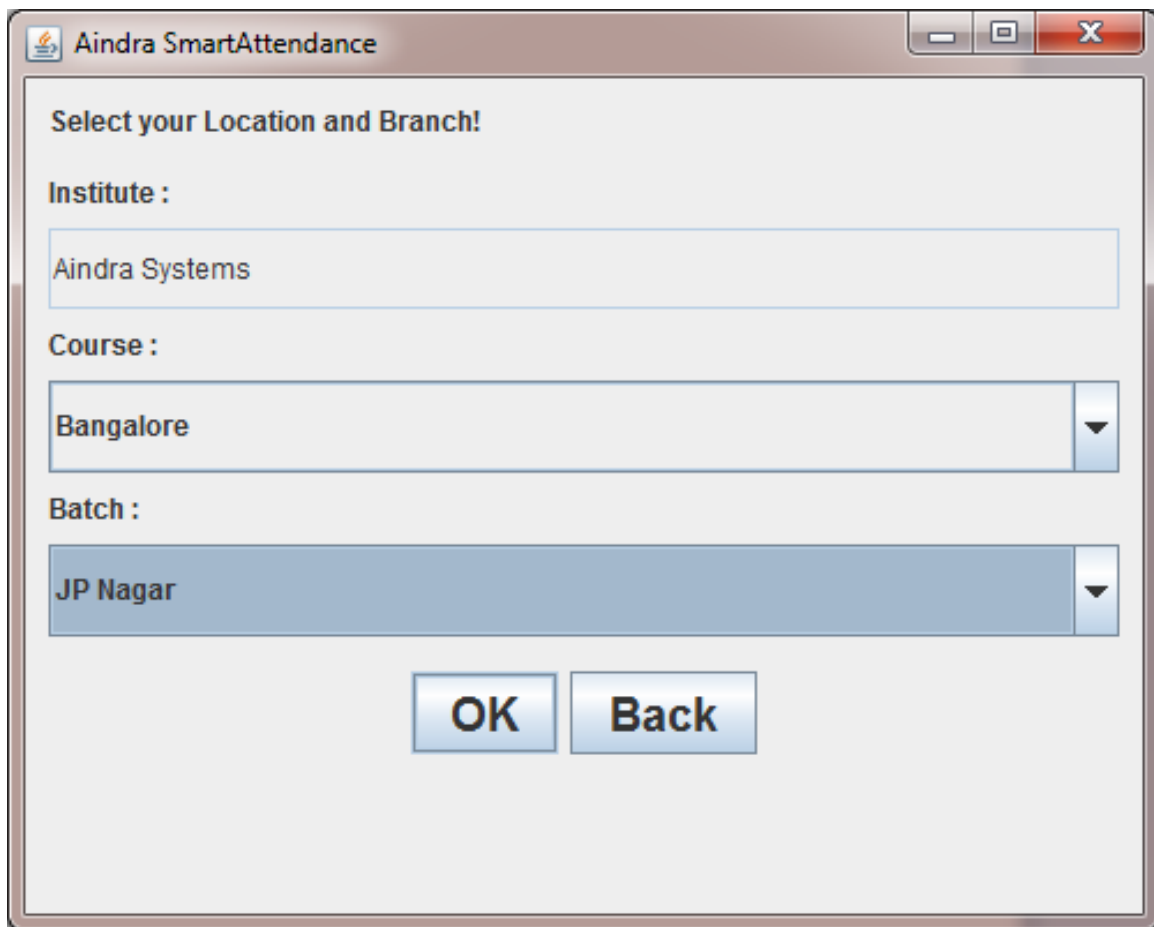 Aindra SmartAttendance
Select your Location and Branch!
Institute :
Aindra Systems
Course :
Bangalore
Batch :
JP Nagar
OK Back